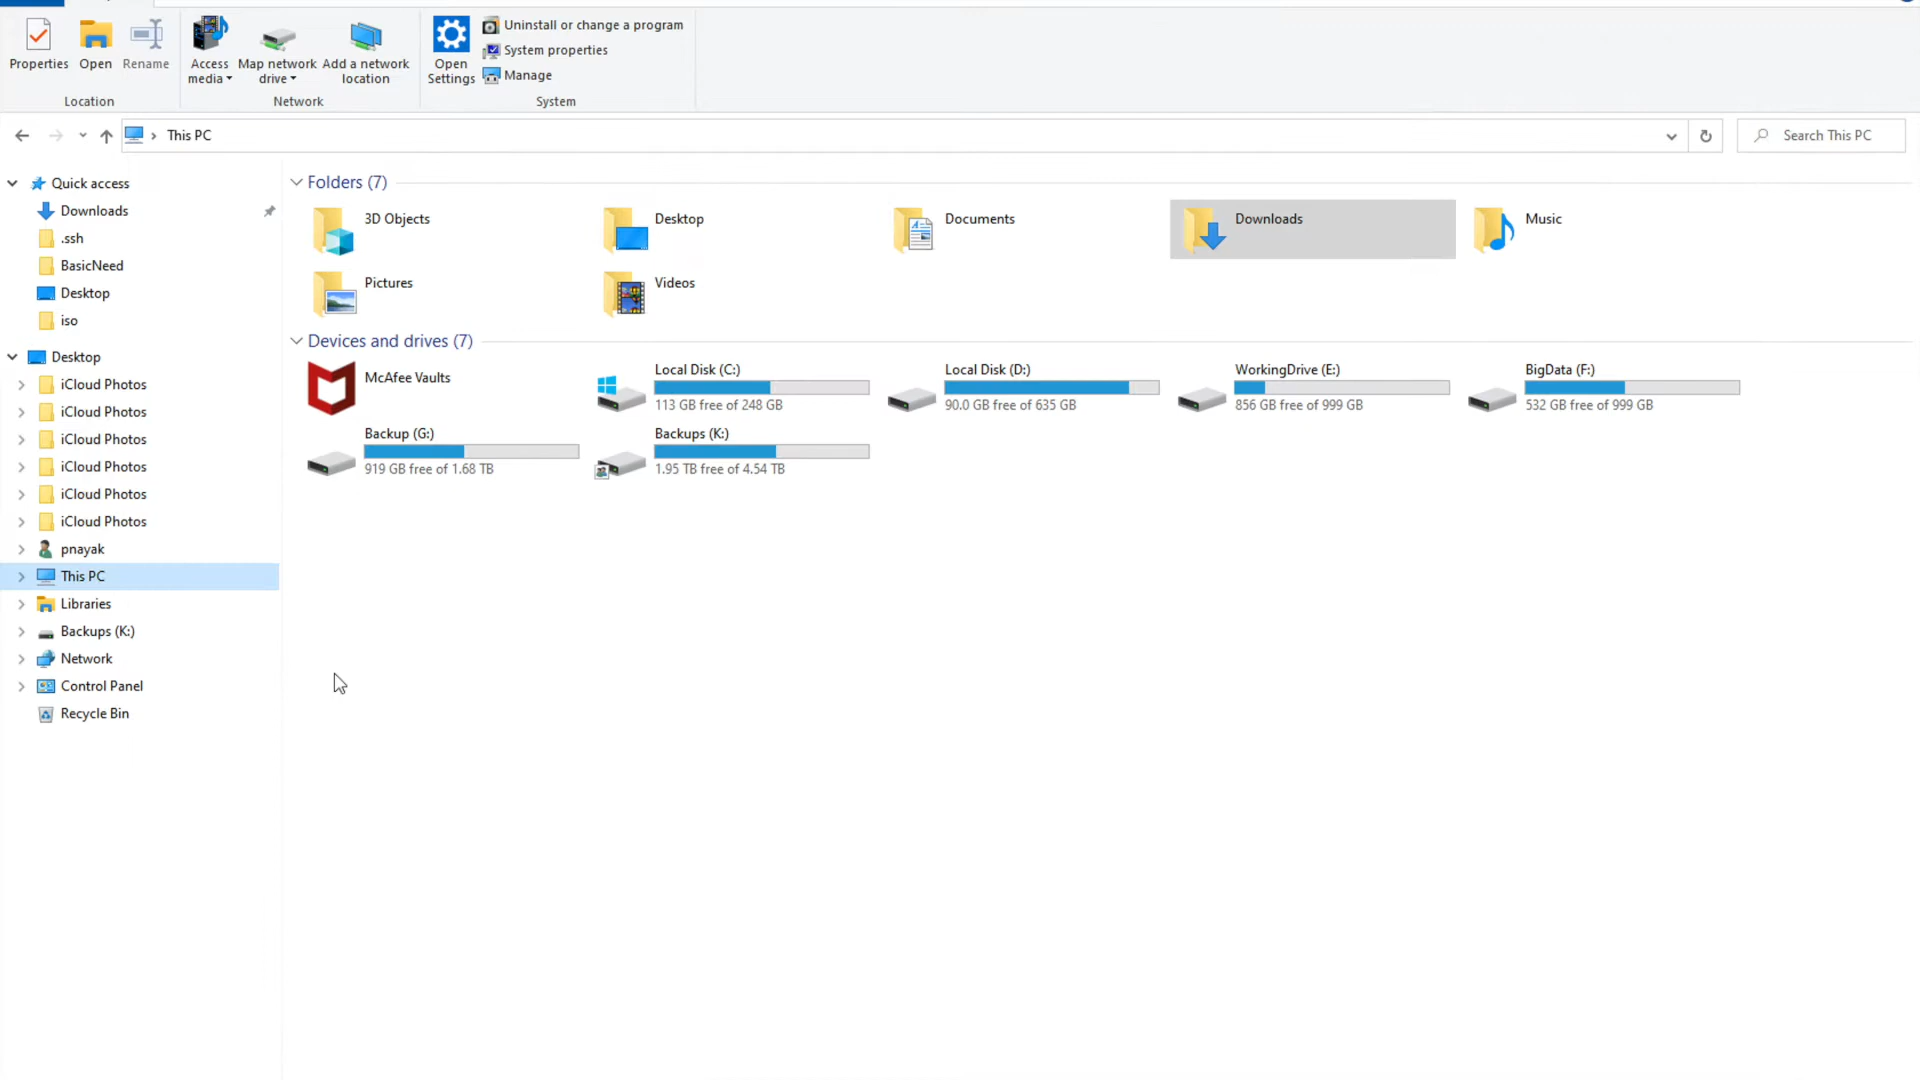 Properties
Open
Rename
Access media
Map network drive
Add a network location
Open Settings
Uninstall or change a program
System properties
Manage
Location
Network
System
This PC
Search This PC
Quick access
Downloads
.ssh
BasicNeed
Desktop
iso
Desktop
iCloud Photos
iCloud Photos
iCloud Photos
iCloud Photos
iCloud Photos
iCloud Photos
pnayak
This PC
Libraries
Backups (K:)
Network
Control Panel
Recycle Bin
Folders (7)
3D Objects
Desktop
Documents
Downloads
Music
Pictures
Videos
Devices and drives (7)
McAfee Vaults
Local Disk (C:)
113 GB free of 248 GB
Local Disk (D:)
90.0 GB free of 635 GB
WorkingDrive (E:)
856 GB free of 999 GB
BigData (F:)
532 GB free of 999 GB
Backup (G:)
919 GB free of 1.68 TB
Backups (K:)
1.95 TB free of 4.54 TB